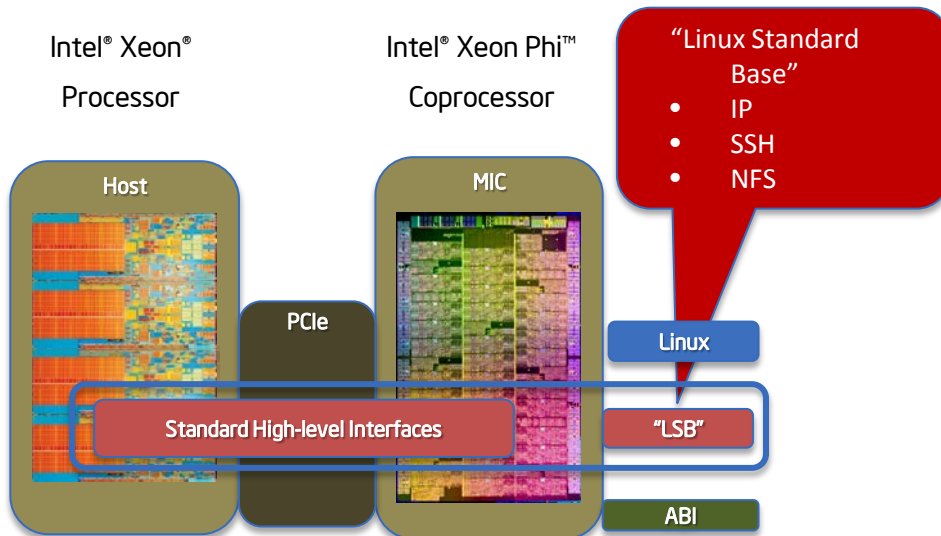 Intel® Xeon®
Processor
Intel® Xeon Phi™
Coprocessor
“Linux Standard
Base”
• IP
• SSH
• NFS
Host
MIC
PCIe
Linux
Standard High-level Interfaces
“LSB”
ABI